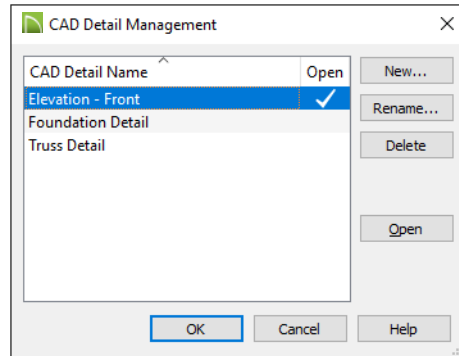 CAD Detail Management
CAD Detail Name Open
Elevation - Front
Foundation Detail
Truss Detail
New...
Rename...
Delete
Open
OK Cancel Help